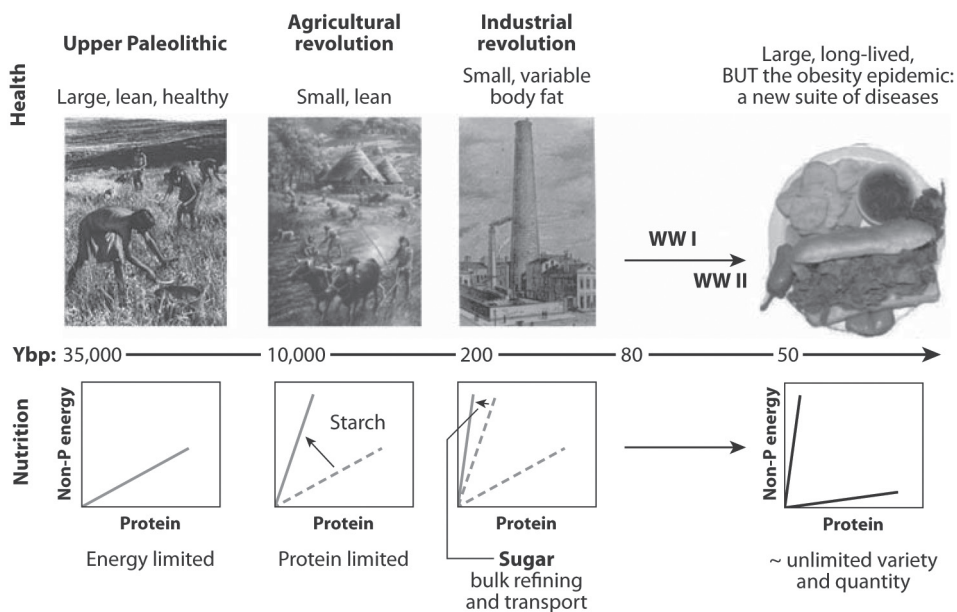 Health
Upper Paleolithic
Large, lean, healthy
Agricultural
revolution
Small, lean
Industrial
revolution
Small, variable
body fat
Large, long-lived,
BUT the obesity epidemic:
a new suite of diseases
WW I
WW II
Ybp: 35,000 10,000 200 80 50
Nutrition
Non-P energy
Protein
Energy limited
Starch
Protein
Protein limited
Protein
Sugar
bulk refining
and transport
Non-P energy
Protein
~ unlimited variety
and quantity